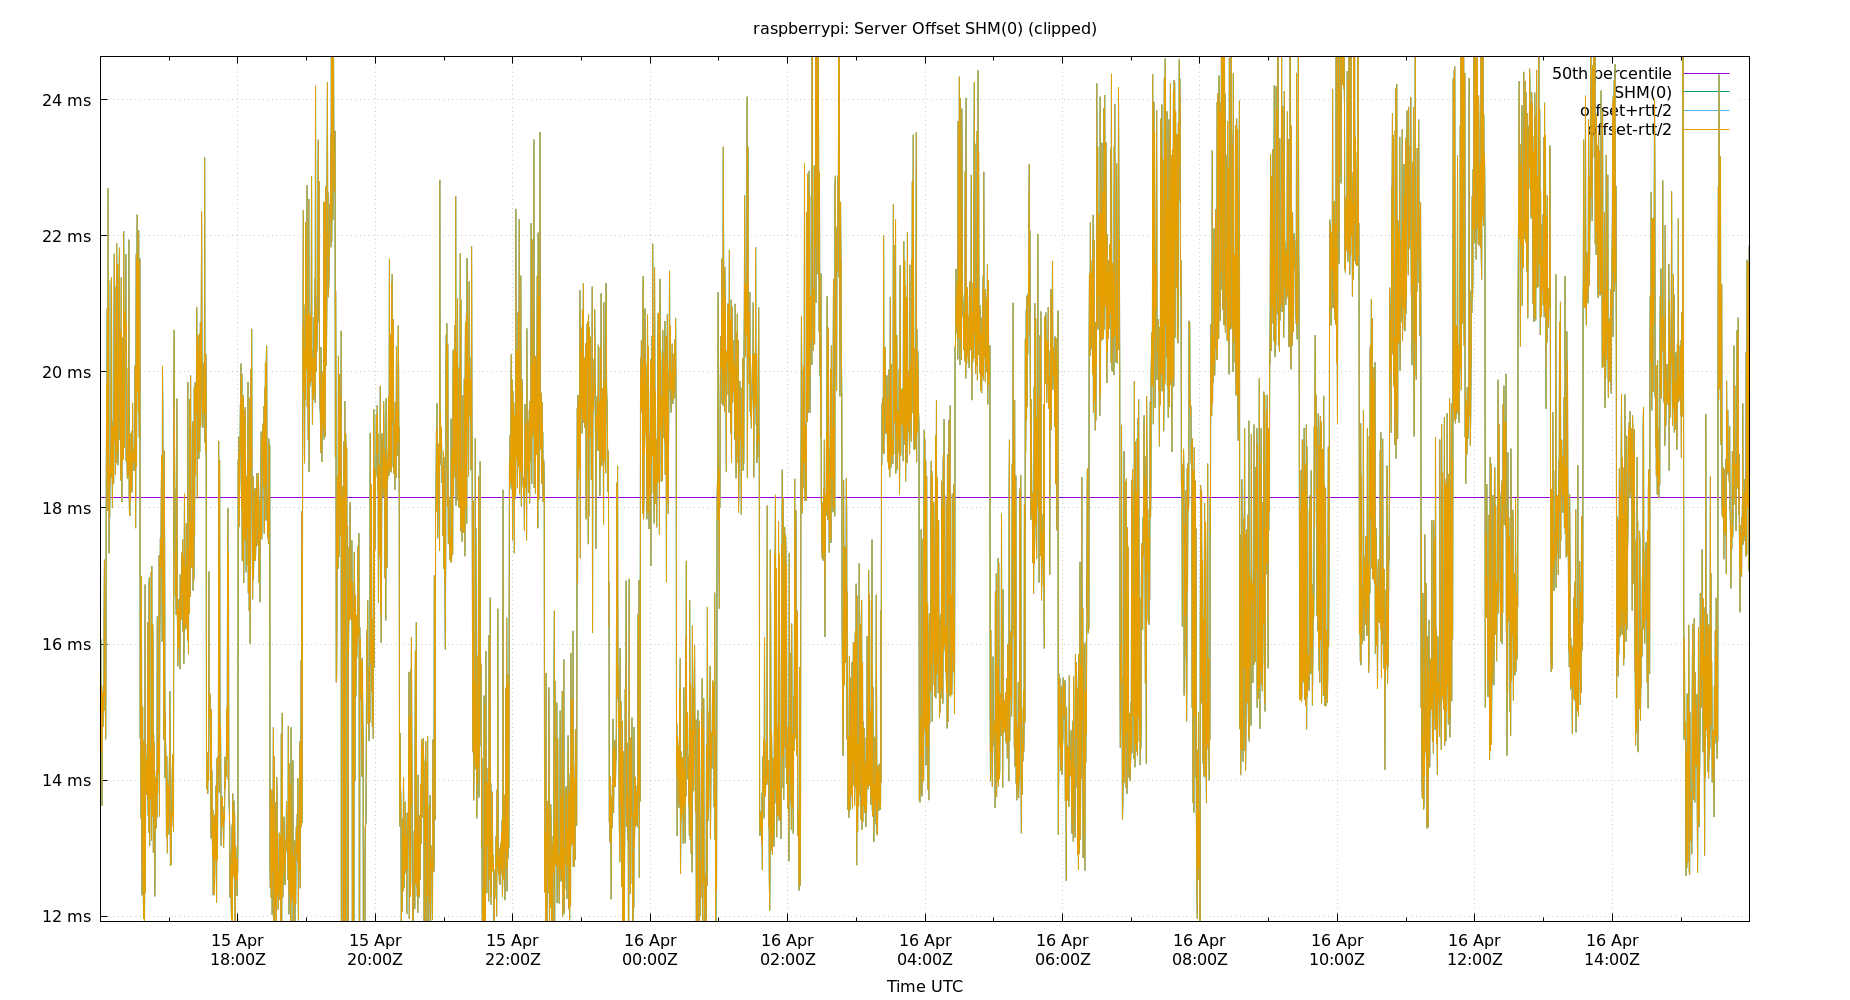 raspberrypi: Server Offset SHM(0) (clipped)
24 ms
22 ms
20 ms
18 ms
16 ms
14 ms
12 ms
50th percentile
SHM(0)
offset+rtt/2
offset-rtt/2
15 Apr 15 Apr 15 Apr 16 Apr 16 Apr 16 Apr 16 Apr 16 Apr 16 Apr 16 Apr 16 Apr
18:00Z 20:00Z 22:00Z 00:00Z 02:00Z 04:00Z 06:00Z 08:00Z 10:00Z 12:00Z 14:00Z
Time UTC